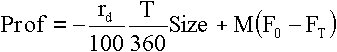 Prof = − r_d/100 T/360 Size + M(F_0 − F_T)